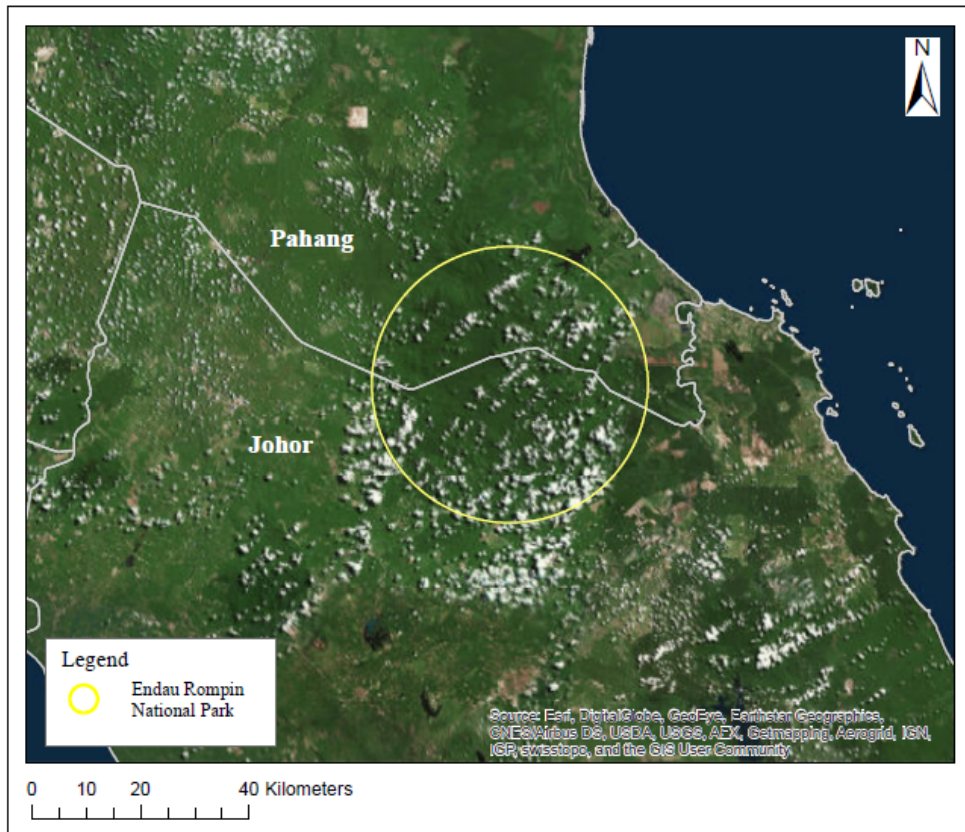 N
Pahang
Johor
Legend
Endau Rompin
National Park
Source: Esri, DigitalGlobe, GeoEye, Earthstar Geographics,
CNES/Airbus DS, USDA, USGS, AEX, Getmapping, Aerogrid, IGN,
IGP, swisstopo, and the GIS User Community
0 10 20 40 Kilometers